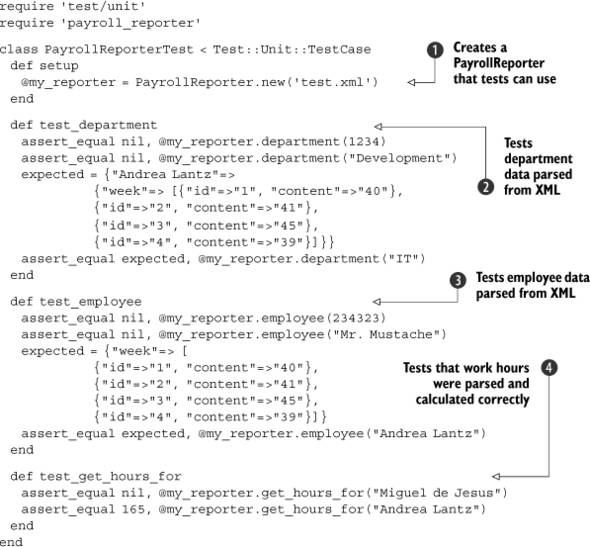 require 'test/unit'
require 'payroll_reporter'
class PayrollReporterTest < Test::Unit::TestCase
  def setup
    @my_reporter = PayrollReporter.new('test.xml')
  end
1 Creates a
PayrollReporter
that tests can use
  def test_department
    assert_equal nil, @my_reporter.department(1234)
    assert_equal nil, @my_reporter.department("Development")
    expected = {"Andrea Lantz"=>
            {"week"=> [{"id"=>"1", "content"=>"40"},
            {"id"=>"2", "content"=>"41"},
            {"id"=>"3", "content"=>"45"},
            {"id"=>"4", "content"=>"39"}]}}
    assert_equal expected, @my_reporter.department("IT")
  end
Tests
department
data parsed
2 from XML
  def test_employee
    assert_equal nil, @my_reporter.employee(234323)
    assert_equal nil, @my_reporter.employee("Mr. Mustache")
    expected = {"week"=> [
            {"id"=>"1", "content"=>"40"},
            {"id"=>"2", "content"=>"41"},
            {"id"=>"3", "content"=>"45"},
            {"id"=>"4", "content"=>"39"}]}
    assert_equal expected, @my_reporter.employee("Andrea Lantz")
  end
3 Tests employee data
parsed from XML
  def test_get_hours_for
    assert_equal nil, @my_reporter.get_hours_for("Miguel de Jesus")
    assert_equal 165, @my_reporter.get_hours_for("Andrea Lantz")
  end
end
Tests that work hours 4
were parsed and
calculated correctly